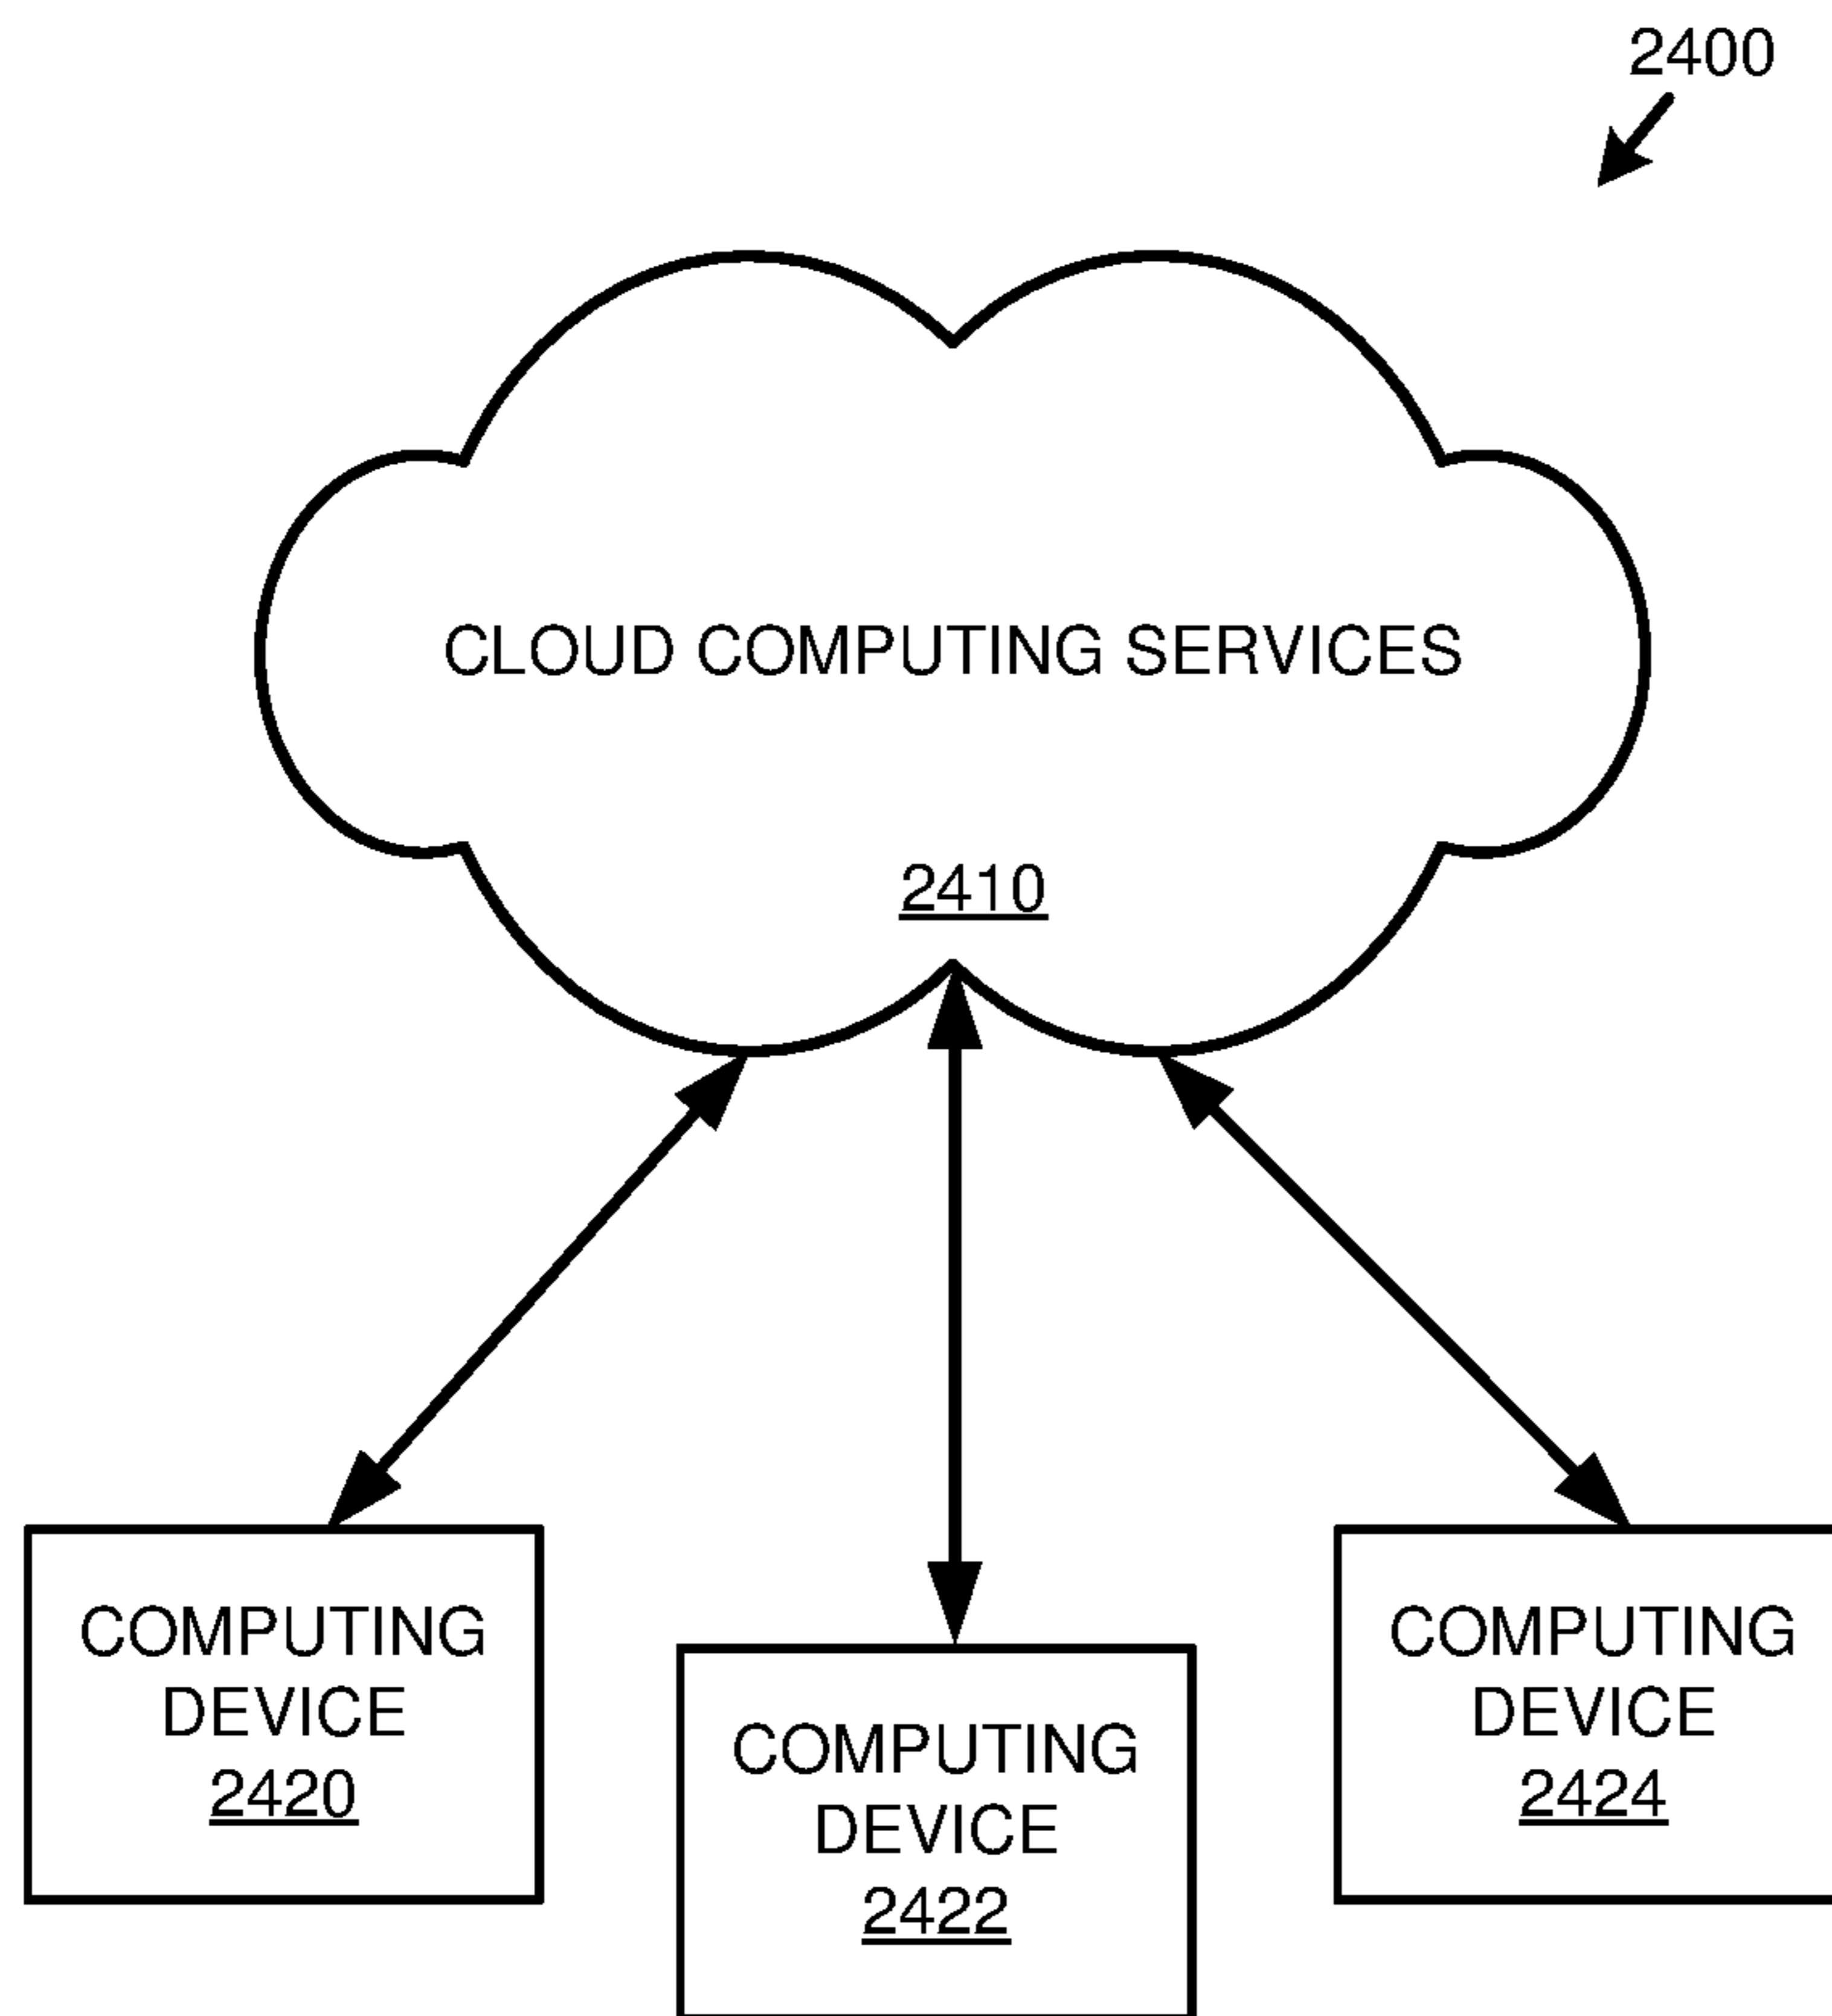 2400
CLOUD COMPUTING SERVICES
2410
COMPUTING
DEVICE
2420
COMPUTING
DEVICE
2422
COMPUTING
DEVICE
2424